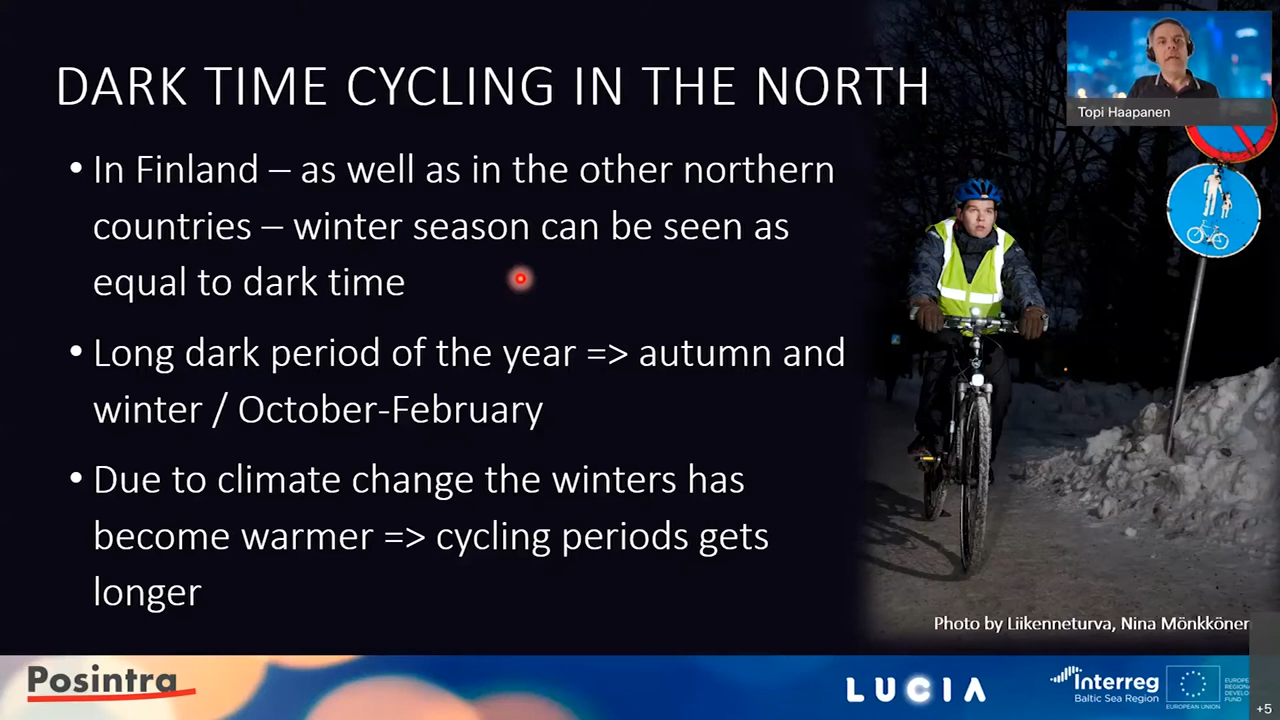 DARK TIME CYCLING IN THE NORTH
• In Finland – as well as in the other northern
countries – winter season can be seen as
equal to dark time
• Long dark period of the year => autumn and
winter / October-February
• Due to climate change the winters has
become warmer => cycling periods gets
longer
Topi Haapanen
Photo by Liikenneturva, Nina Mönkköner
Posintra
LUCIA
Interreg
Baltic Sea Region
EUROPEAN UNION
+5